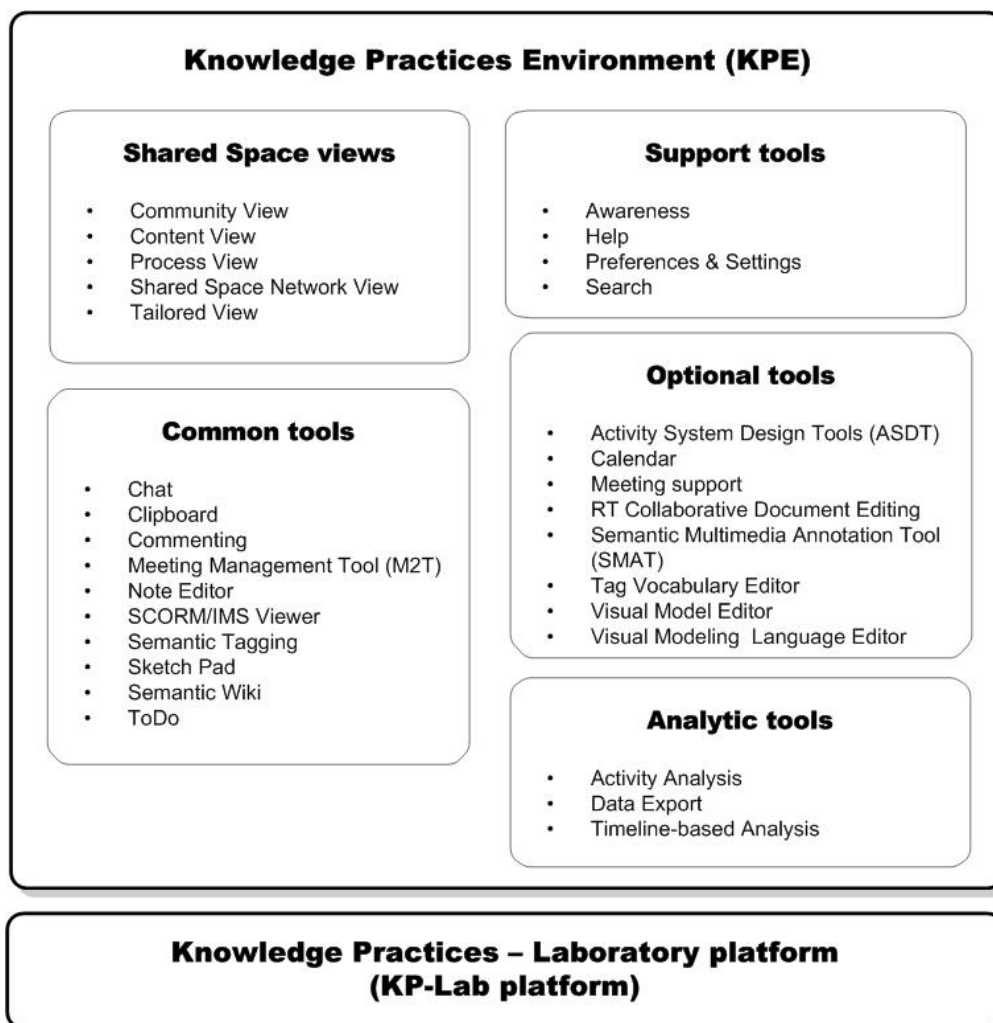 Knowledge Practices Environment (KPE)
Shared Space views
• Community View
• Content View
• Process View
• Shared Space Network View
• Tailored View
Common tools
• Chat
• Clipboard
• Commenting
• Meeting Management Tool (M2T)
• Note Editor
• SCORM/IMS Viewer
• Semantic Tagging
• Sketch Pad
• Semantic Wiki
• ToDo
Support tools
• Awareness
• Help
• Preferences & Settings
• Search
Optional tools
• Activity System Design Tools (ASDT)
• Calendar
• Meeting support
• RT Collaborative Document Editing
• Semantic Multimedia Annotation Tool
(SMAT)
• Tag Vocabulary Editor
• Visual Model Editor
• Visual Modeling Language Editor
Analytic tools
• Activity Analysis
• Data Export
• Timeline-based Analysis
Knowledge Practices – Laboratory platform
(KP-Lab platform)